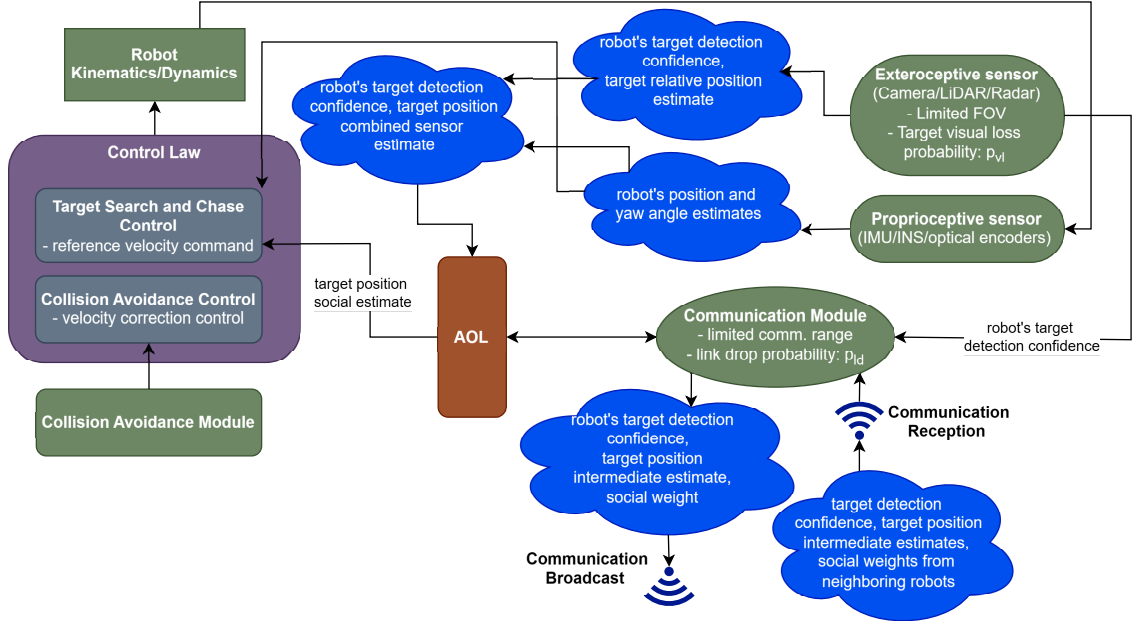 Robot
Kinematics/Dynamics
Control Law
Target Search and Chase
Control
- reference velocity command
Collision Avoidance Control
- velocity correction control
Collision Avoidance Module
robot's target detection
confidence, target position
combined sensor
estimate
robot's target detection
confidence,
target relative position
estimate
robot's position and
yaw angle estimates
Exteroceptive sensor
(Camera/LiDAR/Radar)
- Limited FOV
- Target visual loss
probability: p_vl
Proprioceptive sensor
(IMU/INS/optical encoders)
target position
social estimate
AOL
Communication Module
- limited comm. range
- link drop probability: p_ld
robot's target
detection confidence
robot's target detection
confidence,
target position
intermediate estimate,
social weight
Communication
Broadcast
Communication
Reception
target detection
confidence, target position
intermediate estimates,
social weights from
neighboring robots